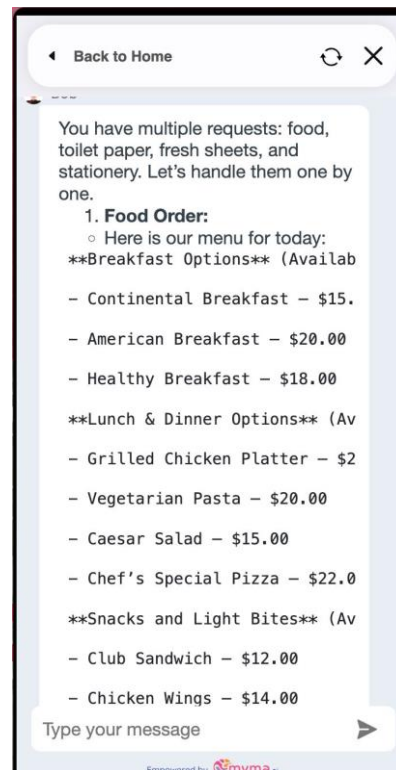 Back to Home
You have multiple requests: food,
toilet paper, fresh sheets, and
stationery. Let's handle them one by
one.
1. Food Order:
○ Here is our menu for today:
**Breakfast Options** (Availab
– Continental Breakfast – $15.
– American Breakfast – $20.00
– Healthy Breakfast – $18.00
**Lunch & Dinner Options** (Av
– Grilled Chicken Platter – $2
– Vegetarian Pasta – $20.00
– Caesar Salad – $15.00
– Chef's Special Pizza – $22.0
**Snacks and Light Bites** (Av
– Club Sandwich – $12.00
– Chicken Wings – $14.00
Type your message
Empowered by myma